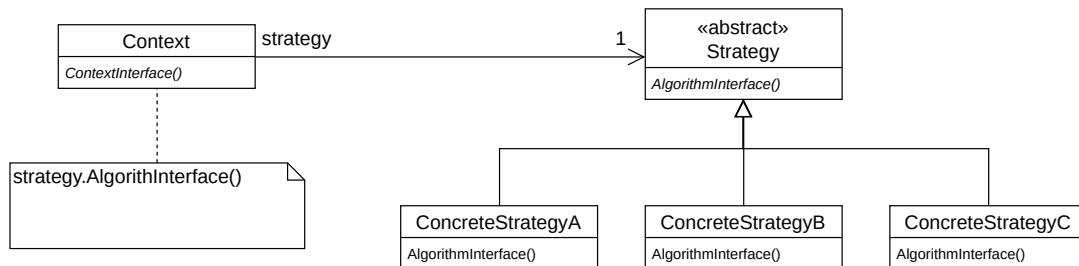 Context
ContextInterface()
strategy
1
«abstract»
Strategy
AlgorithmInterface()
strategy.AlgorithInterface()
ConcreteStrategyA
AlgorithmInterface()
ConcreteStrategyB
AlgorithmInterface()
ConcreteStrategyC
AlgorithmInterface()